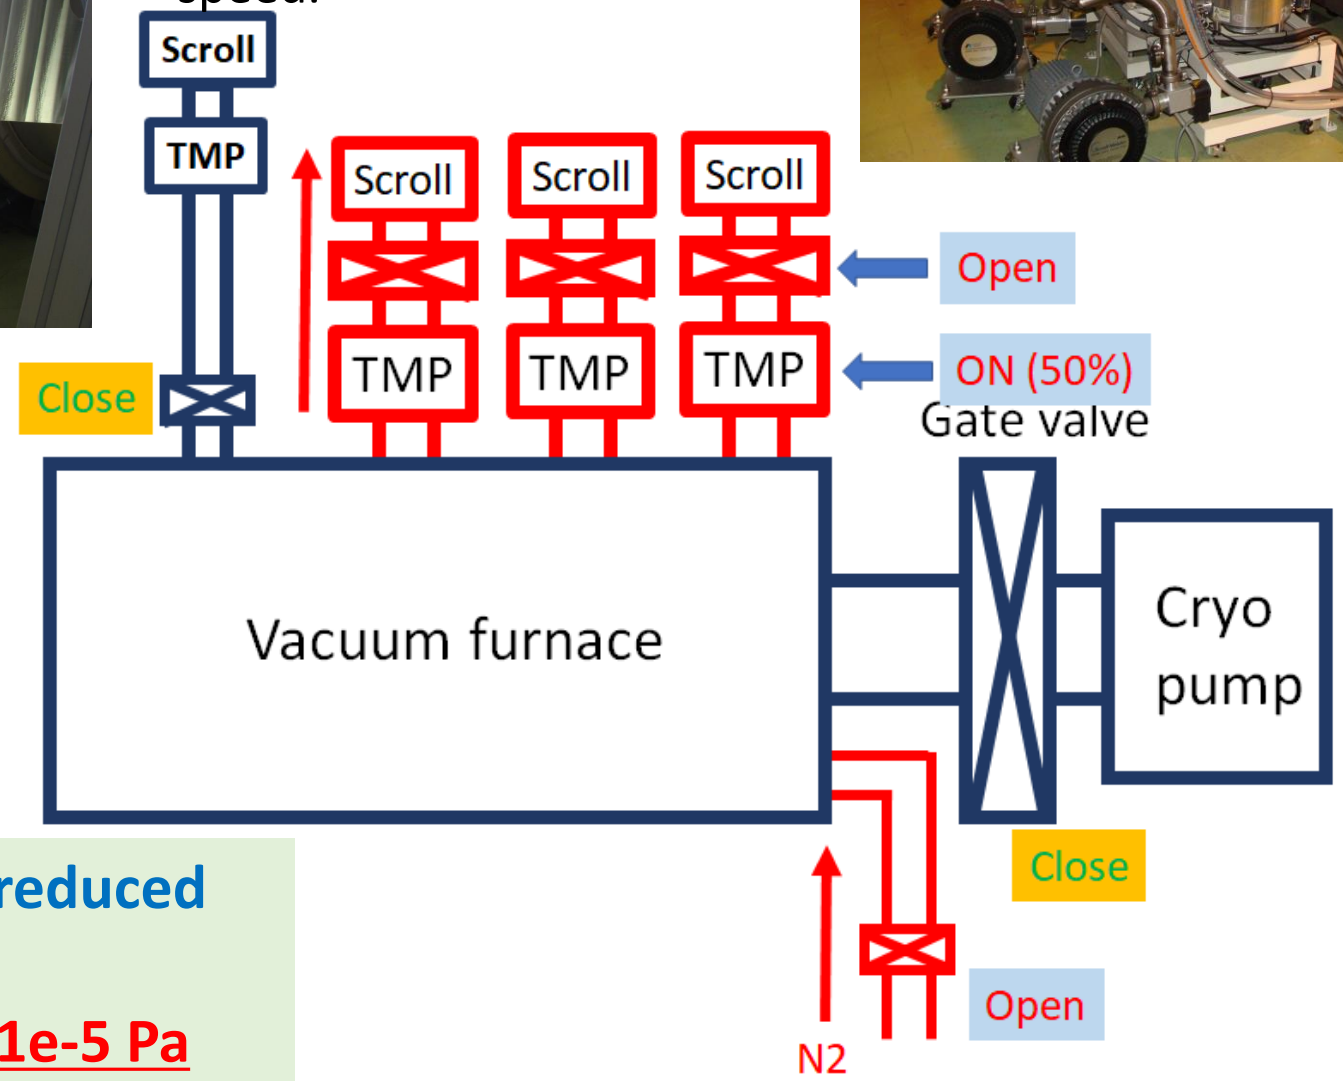 speed.
Scroll
TMP
Scroll
Scroll
Scroll
Open
TMP
TMP
TMP
ON (50%)
Close
Gate valve
Vacuum furnace
Cryo
pump
Close
reduced
Open
1e-5 Pa
N2